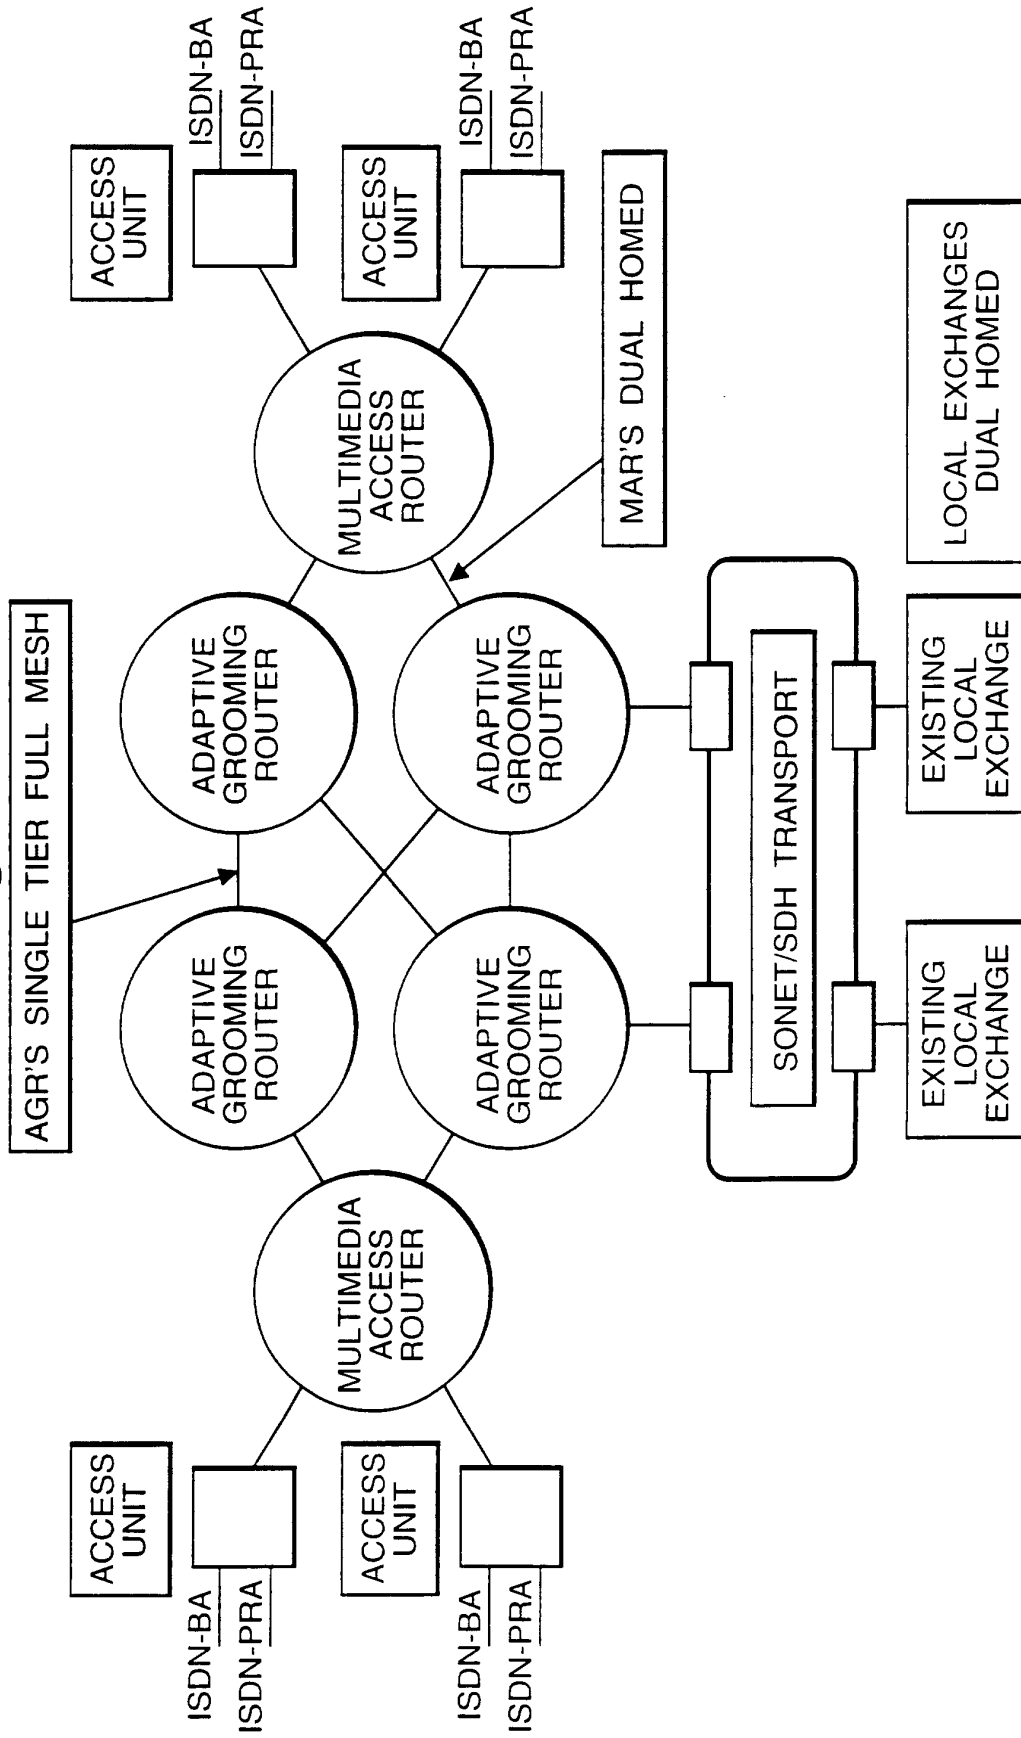 AGR'S SINGLE TIER FULL MESH
ACCESS
UNIT
ISDN-BA
ISDN-PRA
ACCESS
UNIT
ISDN-BA
ISDN-PRA
MULTIMEDIA
ACCESS
ROUTER
ADAPTIVE
GROOMING
ROUTER
ADAPTIVE
GROOMING
ROUTER
ADAPTIVE
GROOMING
ROUTER
ADAPTIVE
GROOMING
ROUTER
MULTIMEDIA
ACCESS
ROUTER
ACCESS
UNIT
ISDN-BA
ISDN-PRA
ACCESS
UNIT
ISDN-BA
ISDN-PRA
MAR'S DUAL HOMED
SONET/SDH TRANSPORT
EXISTING
LOCAL
EXCHANGE
EXISTING
LOCAL
EXCHANGE
LOCAL EXCHANGES
DUAL HOMED